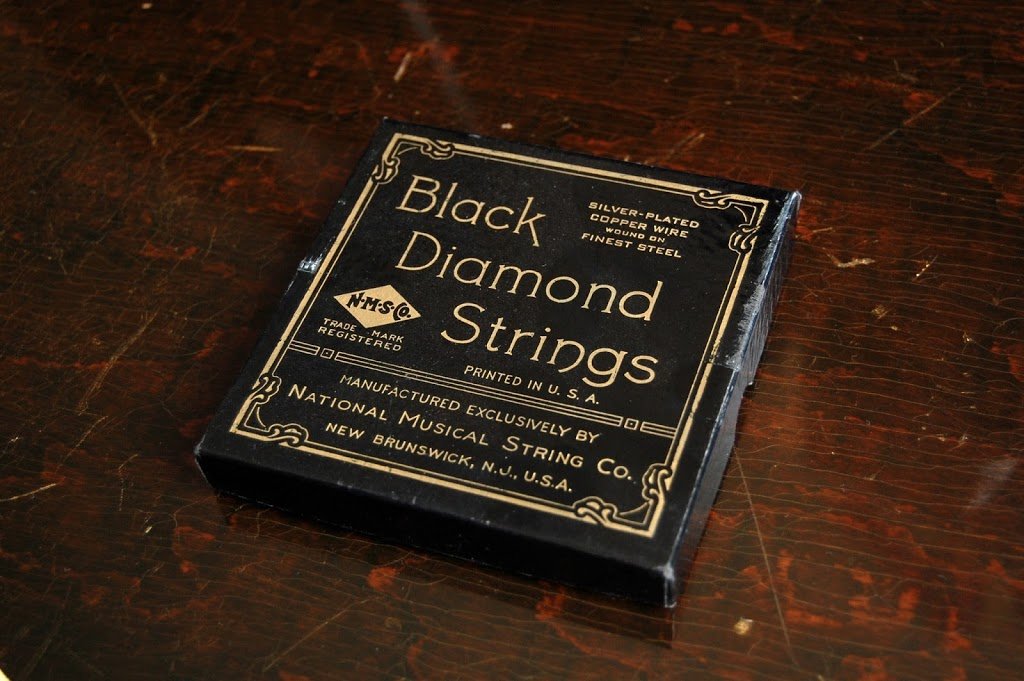 Black
Diamond
Strings
SILVER-PLATED
COPPER WIRE
WOUND ON
FINEST STEEL
N·M·S·Co.
TRADE MARK
REGISTERED
PRINTED IN U. S. A.
MANUFACTURED EXCLUSIVELY BY
NATIONAL MUSICAL STRING CO.
NEW BRUNSWICK, N.J., U.S.A.